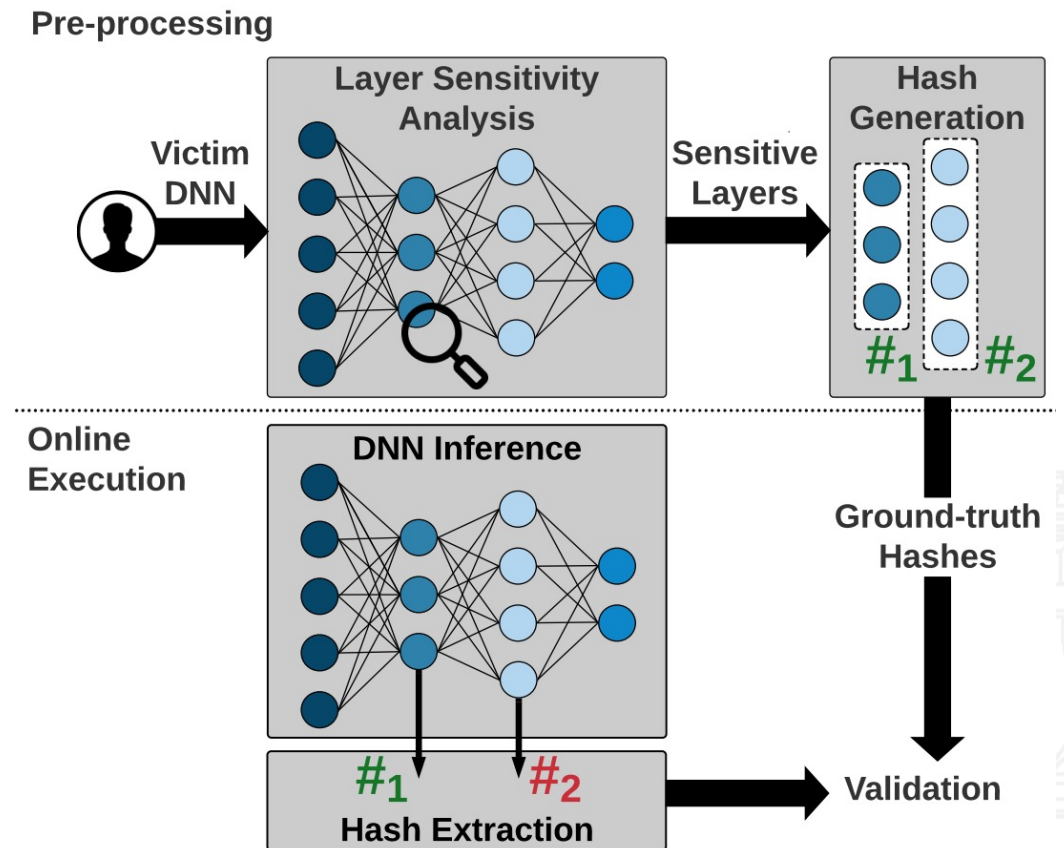 Pre-processing
Layer Sensitivity
Analysis
Hash
Generation
Victim
DNN
Sensitive
Layers
#1
#2
Online
Execution
DNN Inference
Ground-truth
Hashes
#1
#2
Hash Extraction
Validation